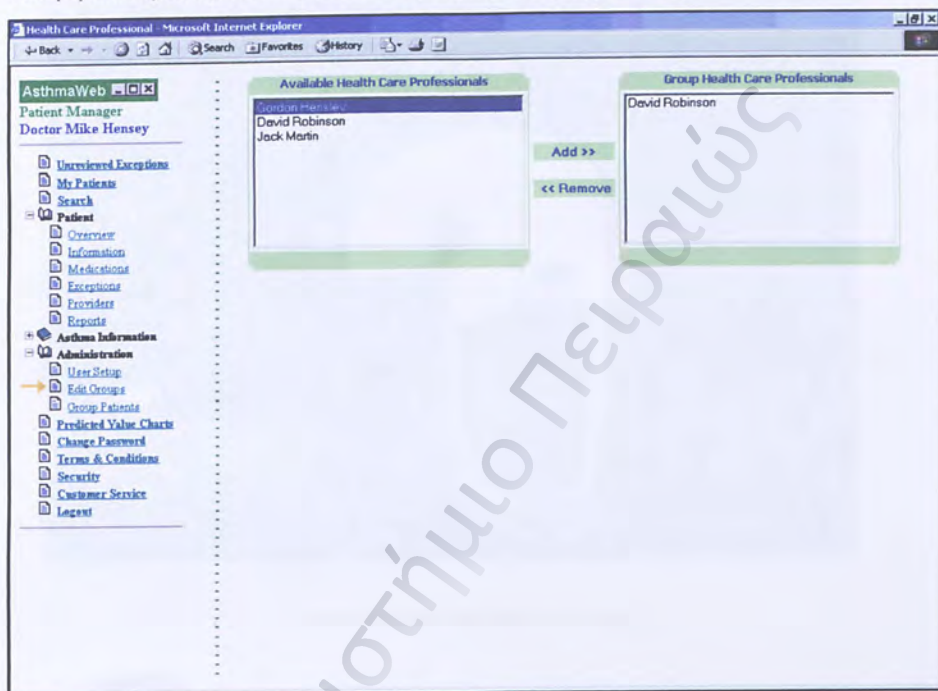 Health Care Professional - Microsoft Internet Explorer
Back
Search
Favorites
History
AsthmaWeb
Patient Manager
Doctor Mike Hensey
Unreviewed Exceptions
My Patients
Search
Patient
Overview
Information
Medications
Exceptions
Providers
Reports
Asthma Information
Administration
User Setup
Edit Groups
Group Patients
Predicted Value Charts
Change Password
Terms & Conditions
Security
Customer Service
Logout
Available Health Care Professionals
Gordon
David Robinson
Jack Martin
Add >>
<< Remove
Group Health Care Professionals
David Robinson
Πειραιώς